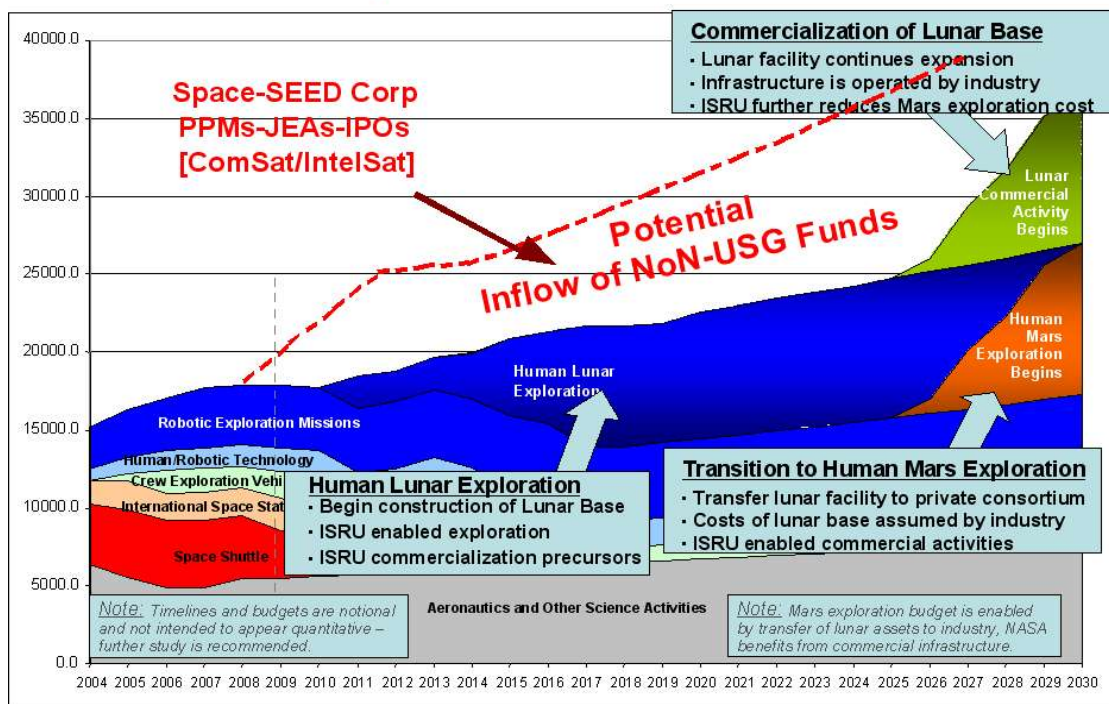 Commercialization of Lunar Base
· Lunar facility continues expansion
· Infrastructure is operated by industry
· ISRU further reduces Mars exploration cost
Space-SEED Corp
PPMs-JEAs-IPOs
[ComSat/IntelSat]
Potential
Inflow of NoN-USG Funds
40000.0
35000.0
30000.0
25000.0
20000.0
15000.0
10000.0
5000.0
0.0
Lunar
Commercial
Activity
Begins
Human
Mars
Exploration
Begins
Human Lunar
Exploration
Robotic Exploration Missions
Human/Robotic Technology
Crew Exploration Vehi
International Space Stat
Space Shuttle
Aeronautics and Other Science Activities
Human Lunar Exploration
· Begin construction of Lunar Base
· ISRU enabled exploration
· ISRU commercialization precursors
Transition to Human Mars Exploration
· Transfer lunar facility to private consortium
· Costs of lunar base assumed by industry
· ISRU enabled commercial activities
Note: Timelines and budgets are notional
and not intended to appear quantitative –
further study is recommended.
Note: Mars exploration budget is enabled
by transfer of lunar assets to industry, NASA
benefits from commercial infrastructure.
2004 2005 2006 2007 2008 2009 2010 2011 2012 2013 2014 2015 2016 2017 2018 2019 2020 2021 2022 2023 2024 2025 2026 2027 2028 2029 2030